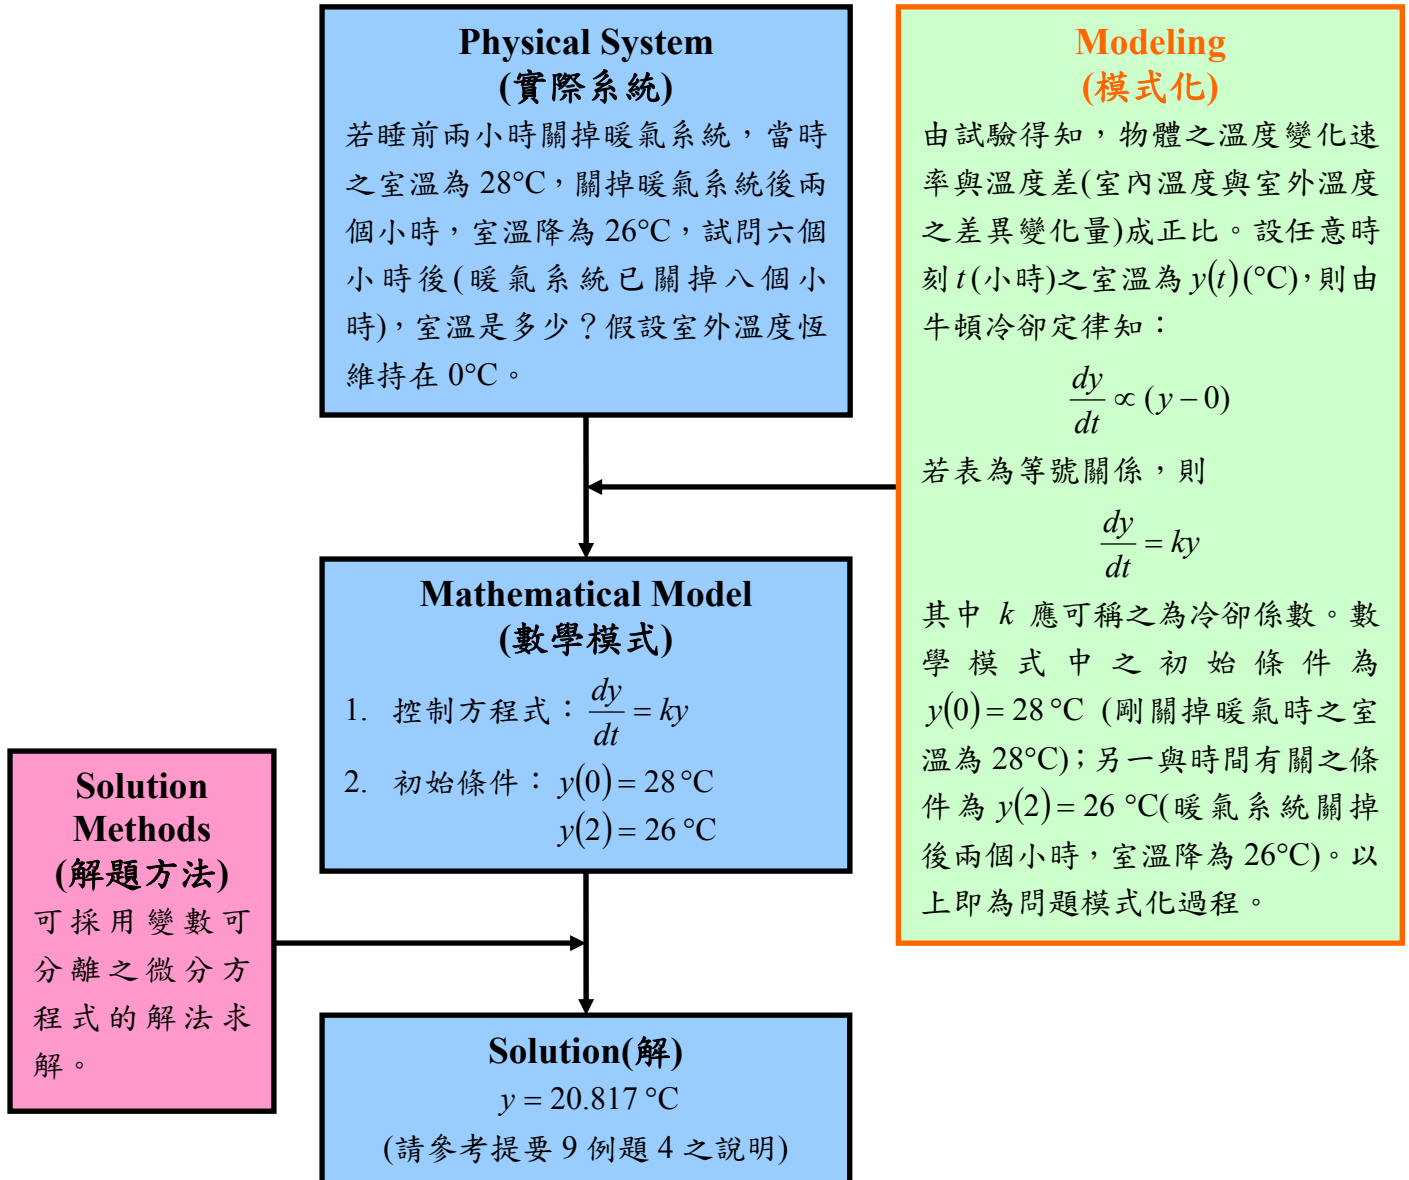 Physical System
(實際系統)
若睡前兩小時關掉暖氣系統，當時
之室溫為 28°C，關掉暖氣系統後兩
個小時，室溫降為 26°C，試問六個
小時後(暖氣系統已關掉八個小
時)，室溫是多少？假設室外溫度恆
維持在 0°C。
Modeling
(模式化)
由試驗得知，物體之溫度變化速
率與溫度差(室內溫度與室外溫度
之差異變化量)成正比。設任意時
刻 t (小時)之室溫為 y(t) (°C)，則由
牛頓冷卻定律知：
dy/dt ∝ (y − 0)
若表為等號關係，則
dy/dt = ky
其中 k 應可稱之為冷卻係數。數
學模式中之初始條件為
y(0) = 28 °C (剛關掉暖氣時之室
溫為 28°C)；另一與時間有關之條
件為 y(2) = 26 °C(暖氣系統關掉
後兩個小時，室溫降為 26°C)。以
上即為問題模式化過程。
Mathematical Model
(數學模式)
1. 控制方程式：dy/dt = ky
2. 初始條件：y(0) = 28 °C
y(2) = 26 °C
Solution
Methods
(解題方法)
可採用變數可
分離之微分方
程式的解法求
解。
Solution(解)
y = 20.817 °C
(請參考提要 9 例題 4 之說明)